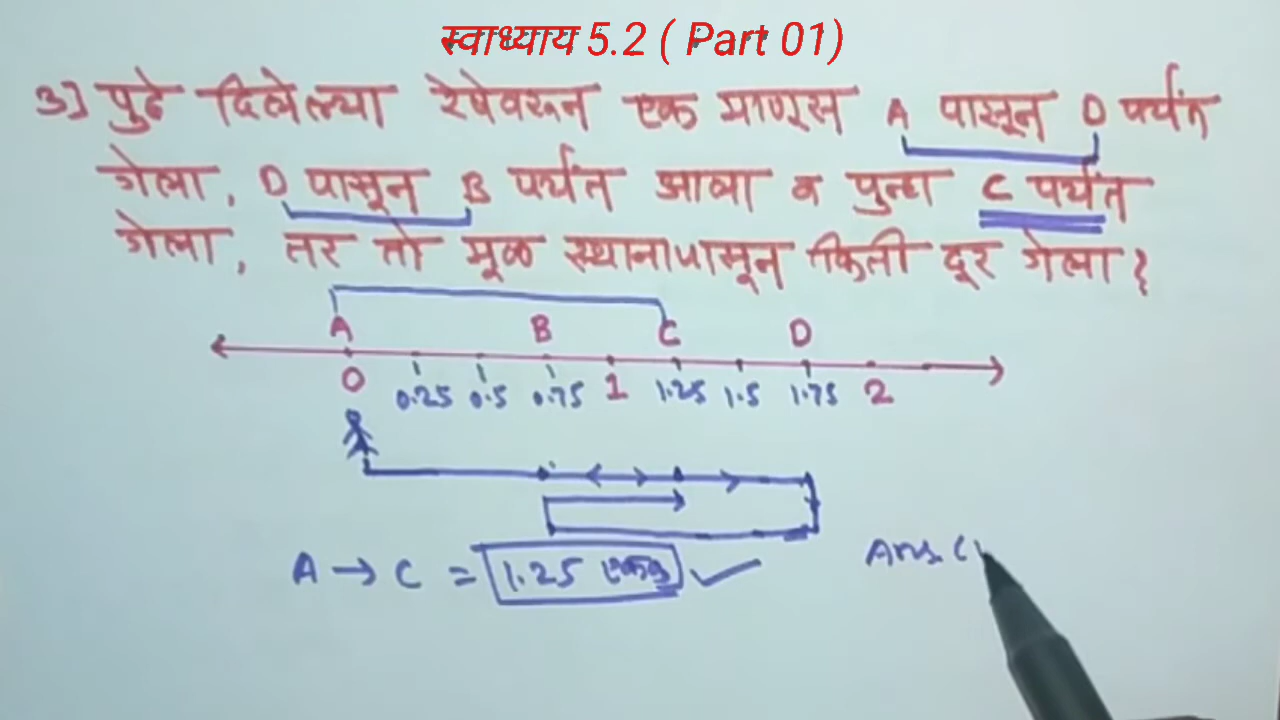 स्वाध्याय 5.2 ( Part 01)
3] पुढे दिलेल्या रेषेवरून एक माणूस A पासून D पर्यंत
गेला, D पासून B पर्यंत आला व पुन्हा C पर्यंत
गेला, तर तो मूळ स्थानापासून किती दूर गेला?
A B C D
0 0.25 0.5 0.75 1 1.25 1.5 1.75 2
A → C = 1.25 एकक ✓
Ans. (